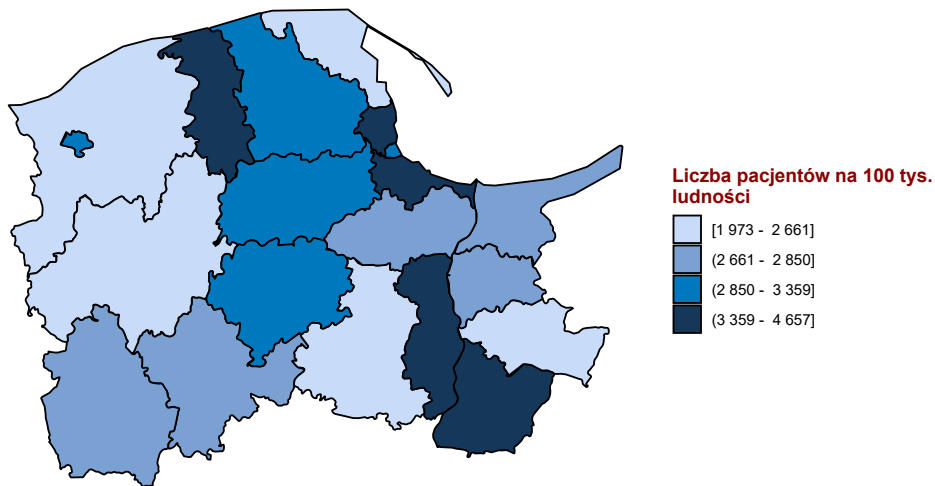 Liczba pacjentów na 100 tys.
ludności
[1 973 - 2 661]
(2 661 - 2 850]
(2 850 - 3 359]
(3 359 - 4 657]